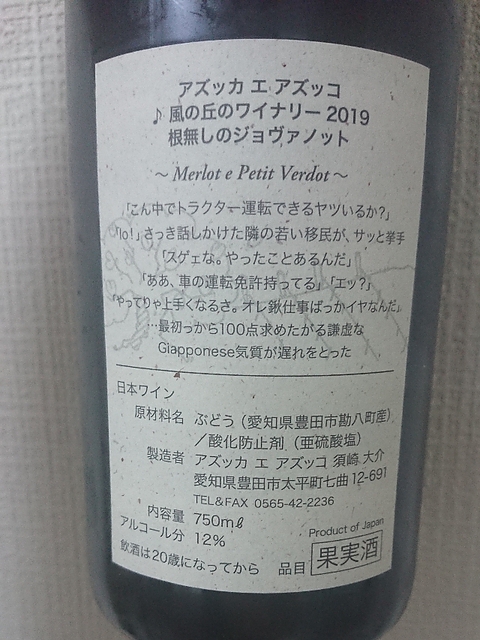 アズッカ エ アズッコ
♪ 風の丘のワイナリー 2019
根無しのジョヴァノット
～ Merlot e Petit Verdot ～
「こん中でトラクター運転できるヤツいるか?」
「Io!」さっき話しかけた隣の若い移民が、サッと挙手
「スゲェな。やったことあるんだ」
「ああ、車の運転免許持ってる」「エッ?」
「やってりゃ上手くなるさ。オレ鍬仕事ばっかイヤなんだ」
…最初っから100点求めたがる謙虚な
Giapponese気質が遅れをとった
日本ワイン
原材料名 ぶどう（愛知県豊田市勘八町産）
／酸化防止剤（亜硫酸塩）
製造者 アズッカ エ アズッコ 須崎 大介
愛知県豊田市太平町七曲 12-691
TEL&FAX 0565-42-2236
内容量 750mℓ
アルコール分 12%
Product of Japan
飲酒は20歳になってから 品目 果実酒